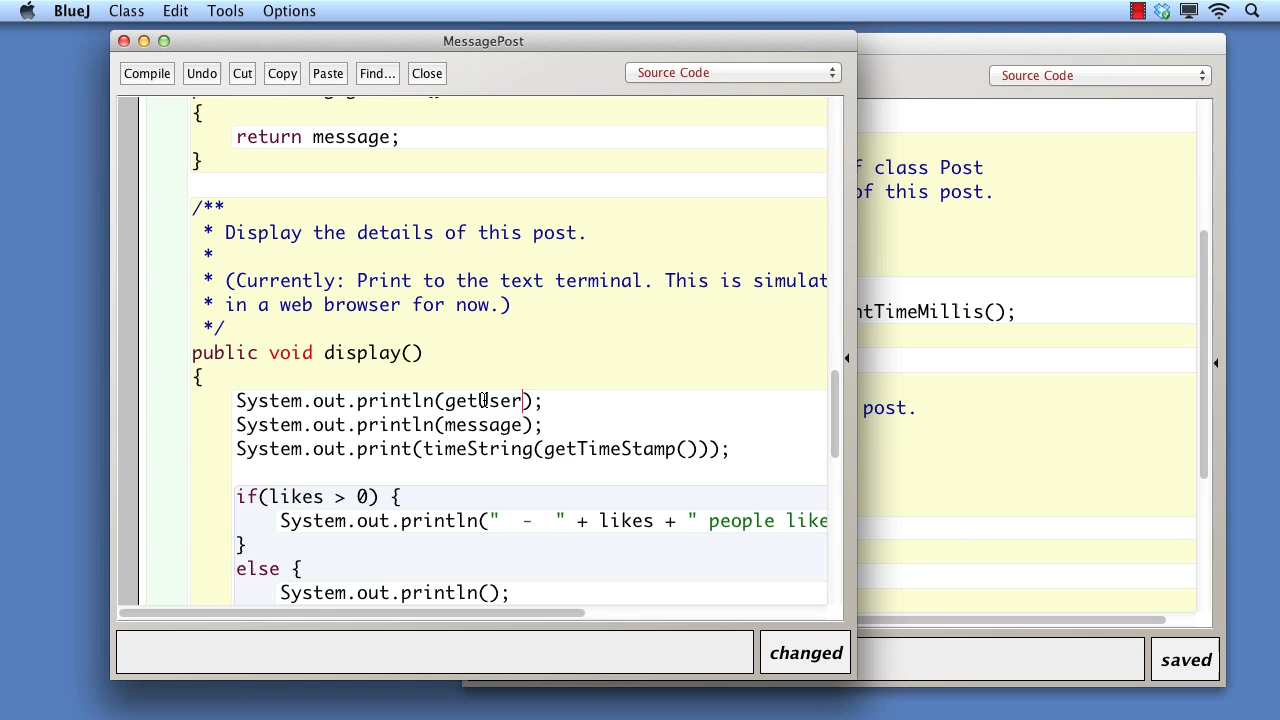 BlueJ Class Edit Tools Options
MessagePost
Compile Undo Cut Copy Paste Find... Close Source Code
Source Code
{
return message;
}
/**
* Display the details of this post.
*
* (Currently: Print to the text terminal. This is simulat
* in a web browser for now.)
*/
public void display()
{
System.out.println(getUser);
System.out.println(message);
System.out.print(timeString(getTimeStamp()));
if(likes > 0) {
System.out.println("  -  " + likes + " people like
}
else {
System.out.println();
changed
f class Post
of this post.
ntTimeMillis();
post.
saved